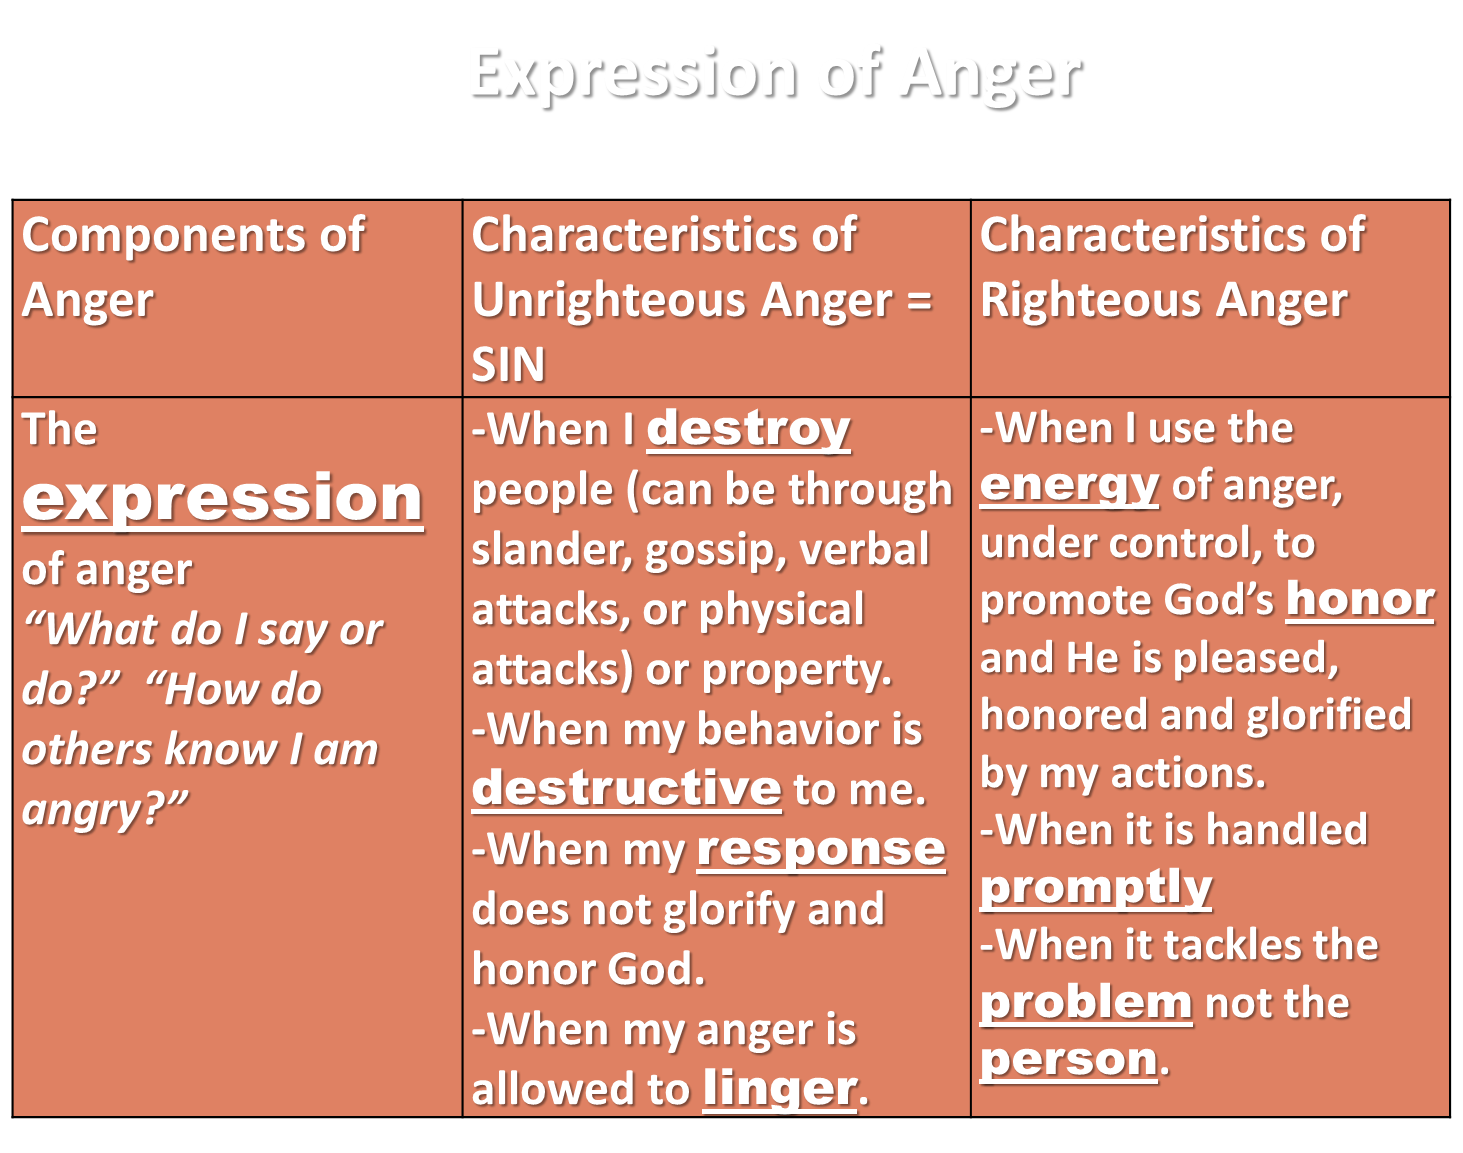 Expression of Anger
Components of
Anger
Characteristics of
Unrighteous Anger =
SIN
Characteristics of
Righteous Anger
The
expression
of anger
“What do I say or
do?”  “How do
others know I am
angry?”
-When I destroy
people (can be through
slander, gossip, verbal
attacks, or physical
attacks) or property.
-When my behavior is
destructive to me.
-When my response
does not glorify and
honor God.
-When my anger is
allowed to linger.
-When I use the
energy of anger,
under control, to
promote God’s honor
and He is pleased,
honored and glorified
by my actions.
-When it is handled
promptly
-When it tackles the
problem not the
person.